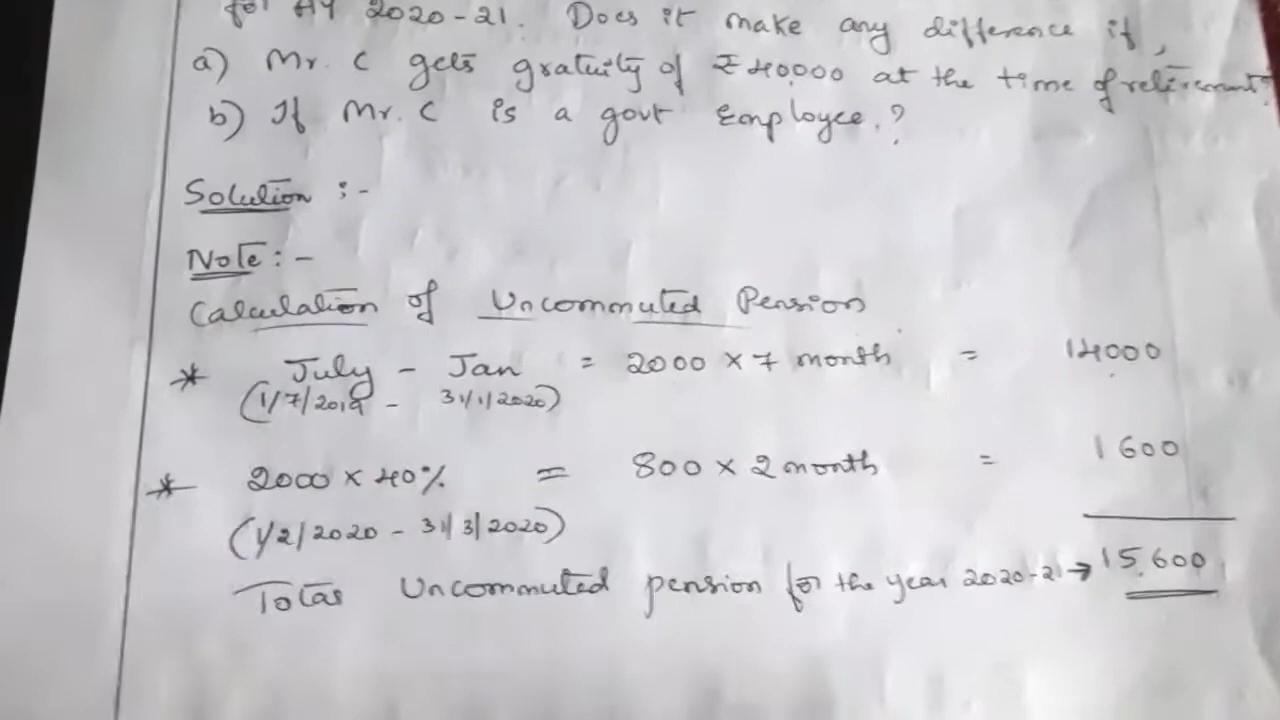 for AY 2020-21. Does it make any difference if,
a) Mr. C gets gratuity of ₹40000 at the time of retirement?
b) If Mr. C is a govt Employee.?
Solution :-
Note :-
Calculation of Uncommuted Pension
* July - Jan = 2000 × 7 month = 14000
(1/7/2019 - 31/1/2020)
* 2000 × 40% = 800 × 2 month = 1600
(1/2/2020 - 31/3/2020)
Total Uncommuted pension for the year 2020-21 → 15,600